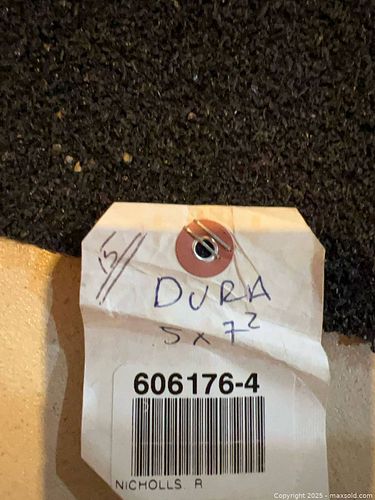 DURA
5 x 7²
606176-4
NICHOLLS. R
Copyright 2025 - maxsold.com